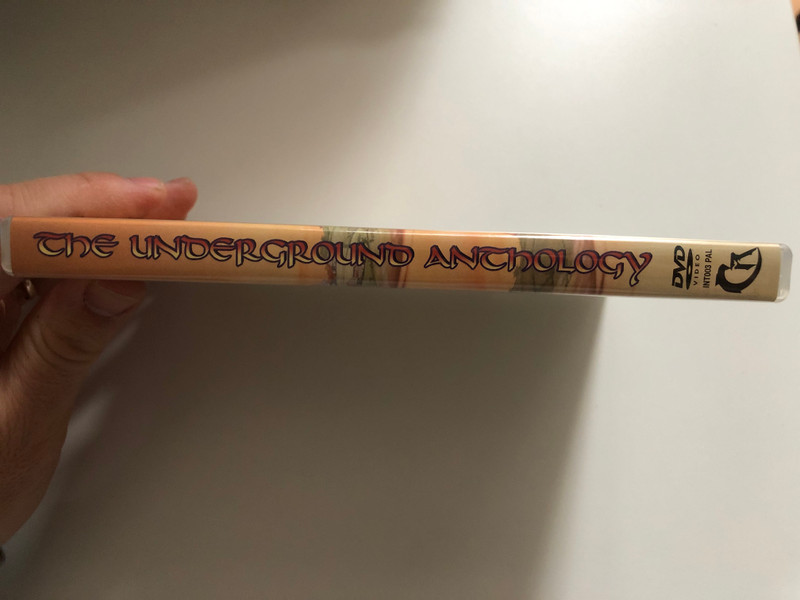 THE UNDERGROUND ANTHOLOGY
DVD
VIDEO
INT003 PAL